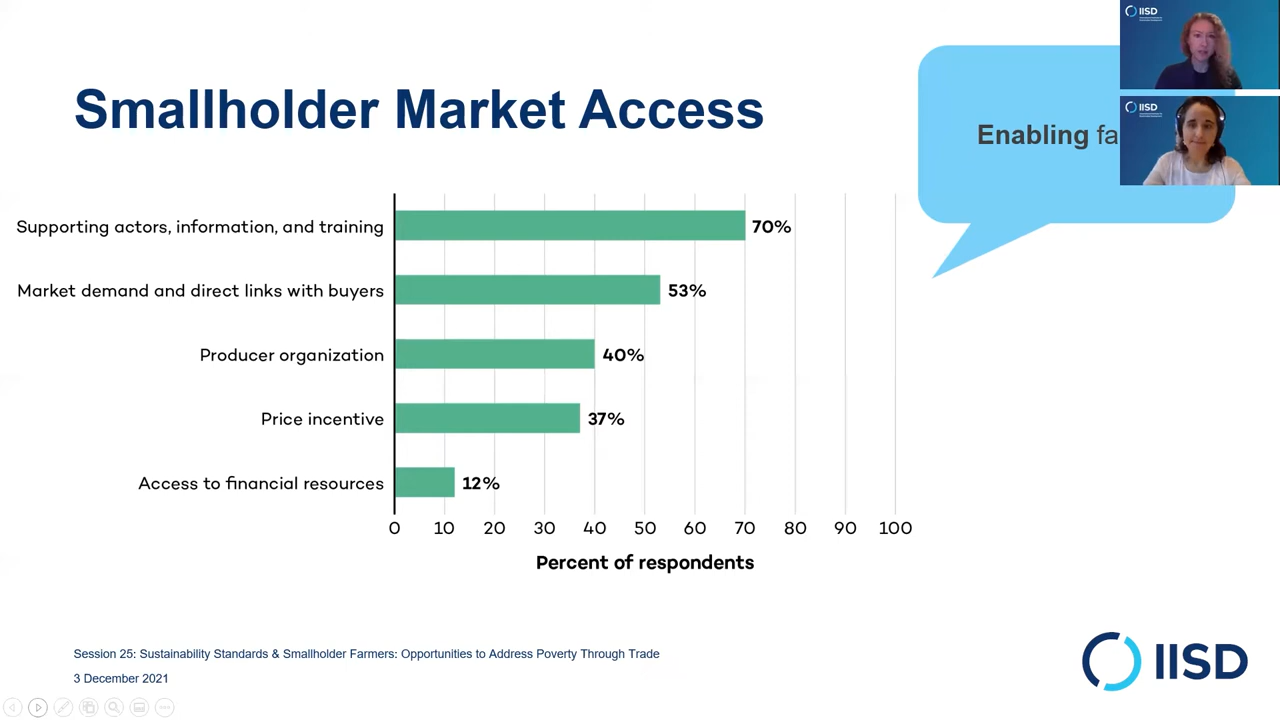 IISD
IISD
Smallholder Market Access
Enabling
Supporting actors, information, and training
70%
Market demand and direct links with buyers
53%
Producer organization
40%
Price incentive
37%
Access to financial resources
12%
0 10 20 30 40 50 60 70 80 90 100
Percent of respondents
Session 25: Sustainability Standards & Smallholder Farmers: Opportunities to Address Poverty Through Trade
3 December 2021
IISD